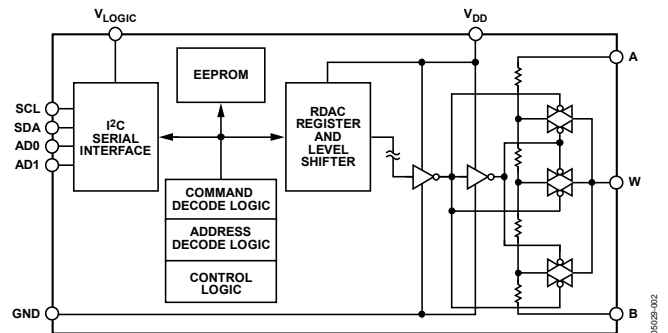 VLOGIC
VDD
A
EEPROM
SCL
SDA
AD0
AD1
I2C
SERIAL
INTERFACE
RDAC
REGISTER
AND
LEVEL
SHIFTER
W
COMMAND
DECODE LOGIC
ADDRESS
DECODE LOGIC
CONTROL
LOGIC
GND
B
05029-002